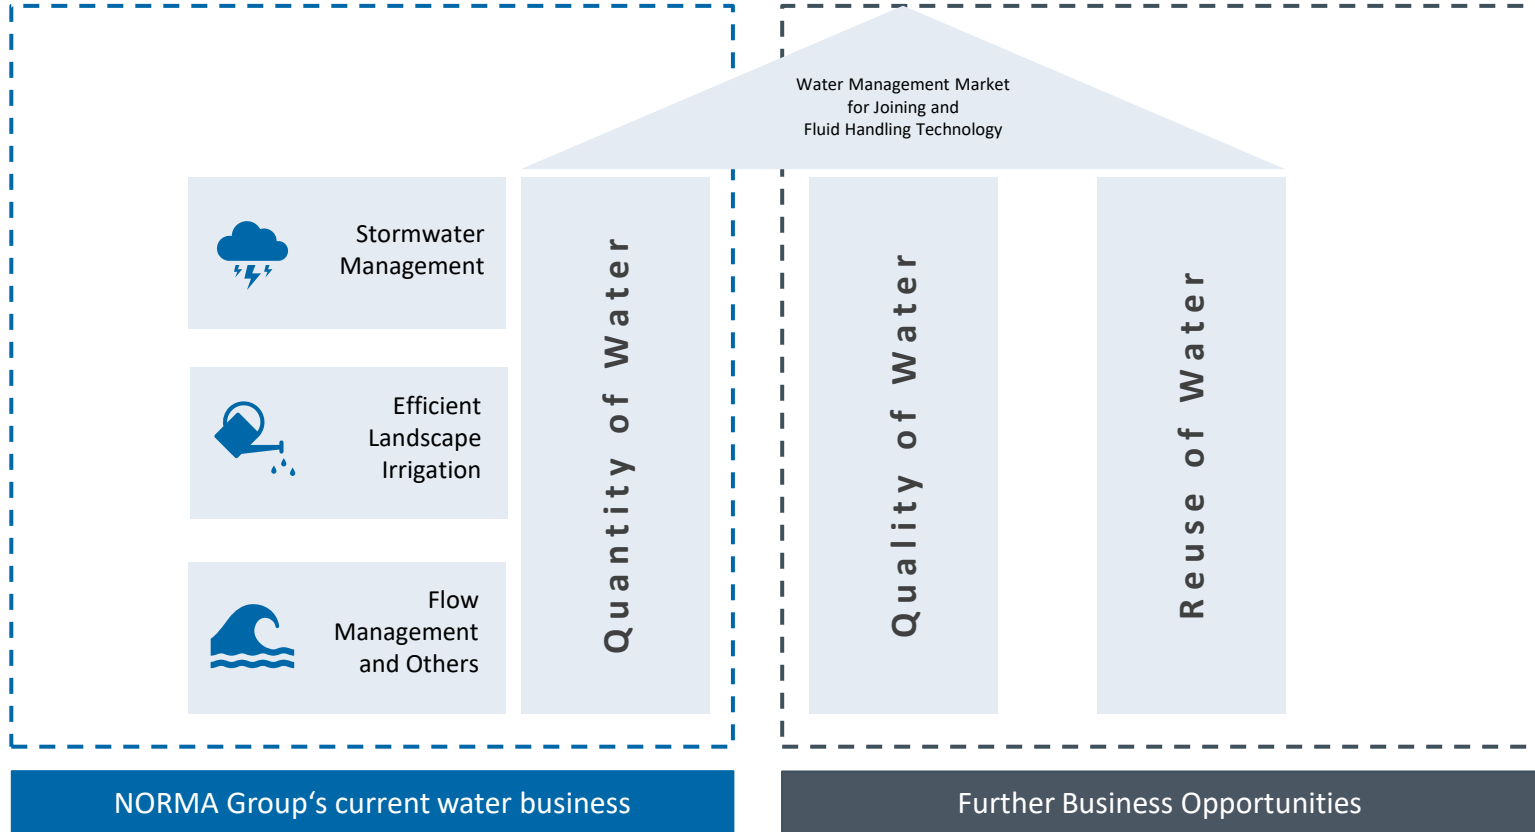 Water Management Market
for Joining and
Fluid Handling Technology
Stormwater
Management
Efficient
Landscape
Irrigation
Flow
Management
and Others
Quantity of Water
Quality of Water
Reuse of Water
NORMA Group‘s current water business
Further Business Opportunities